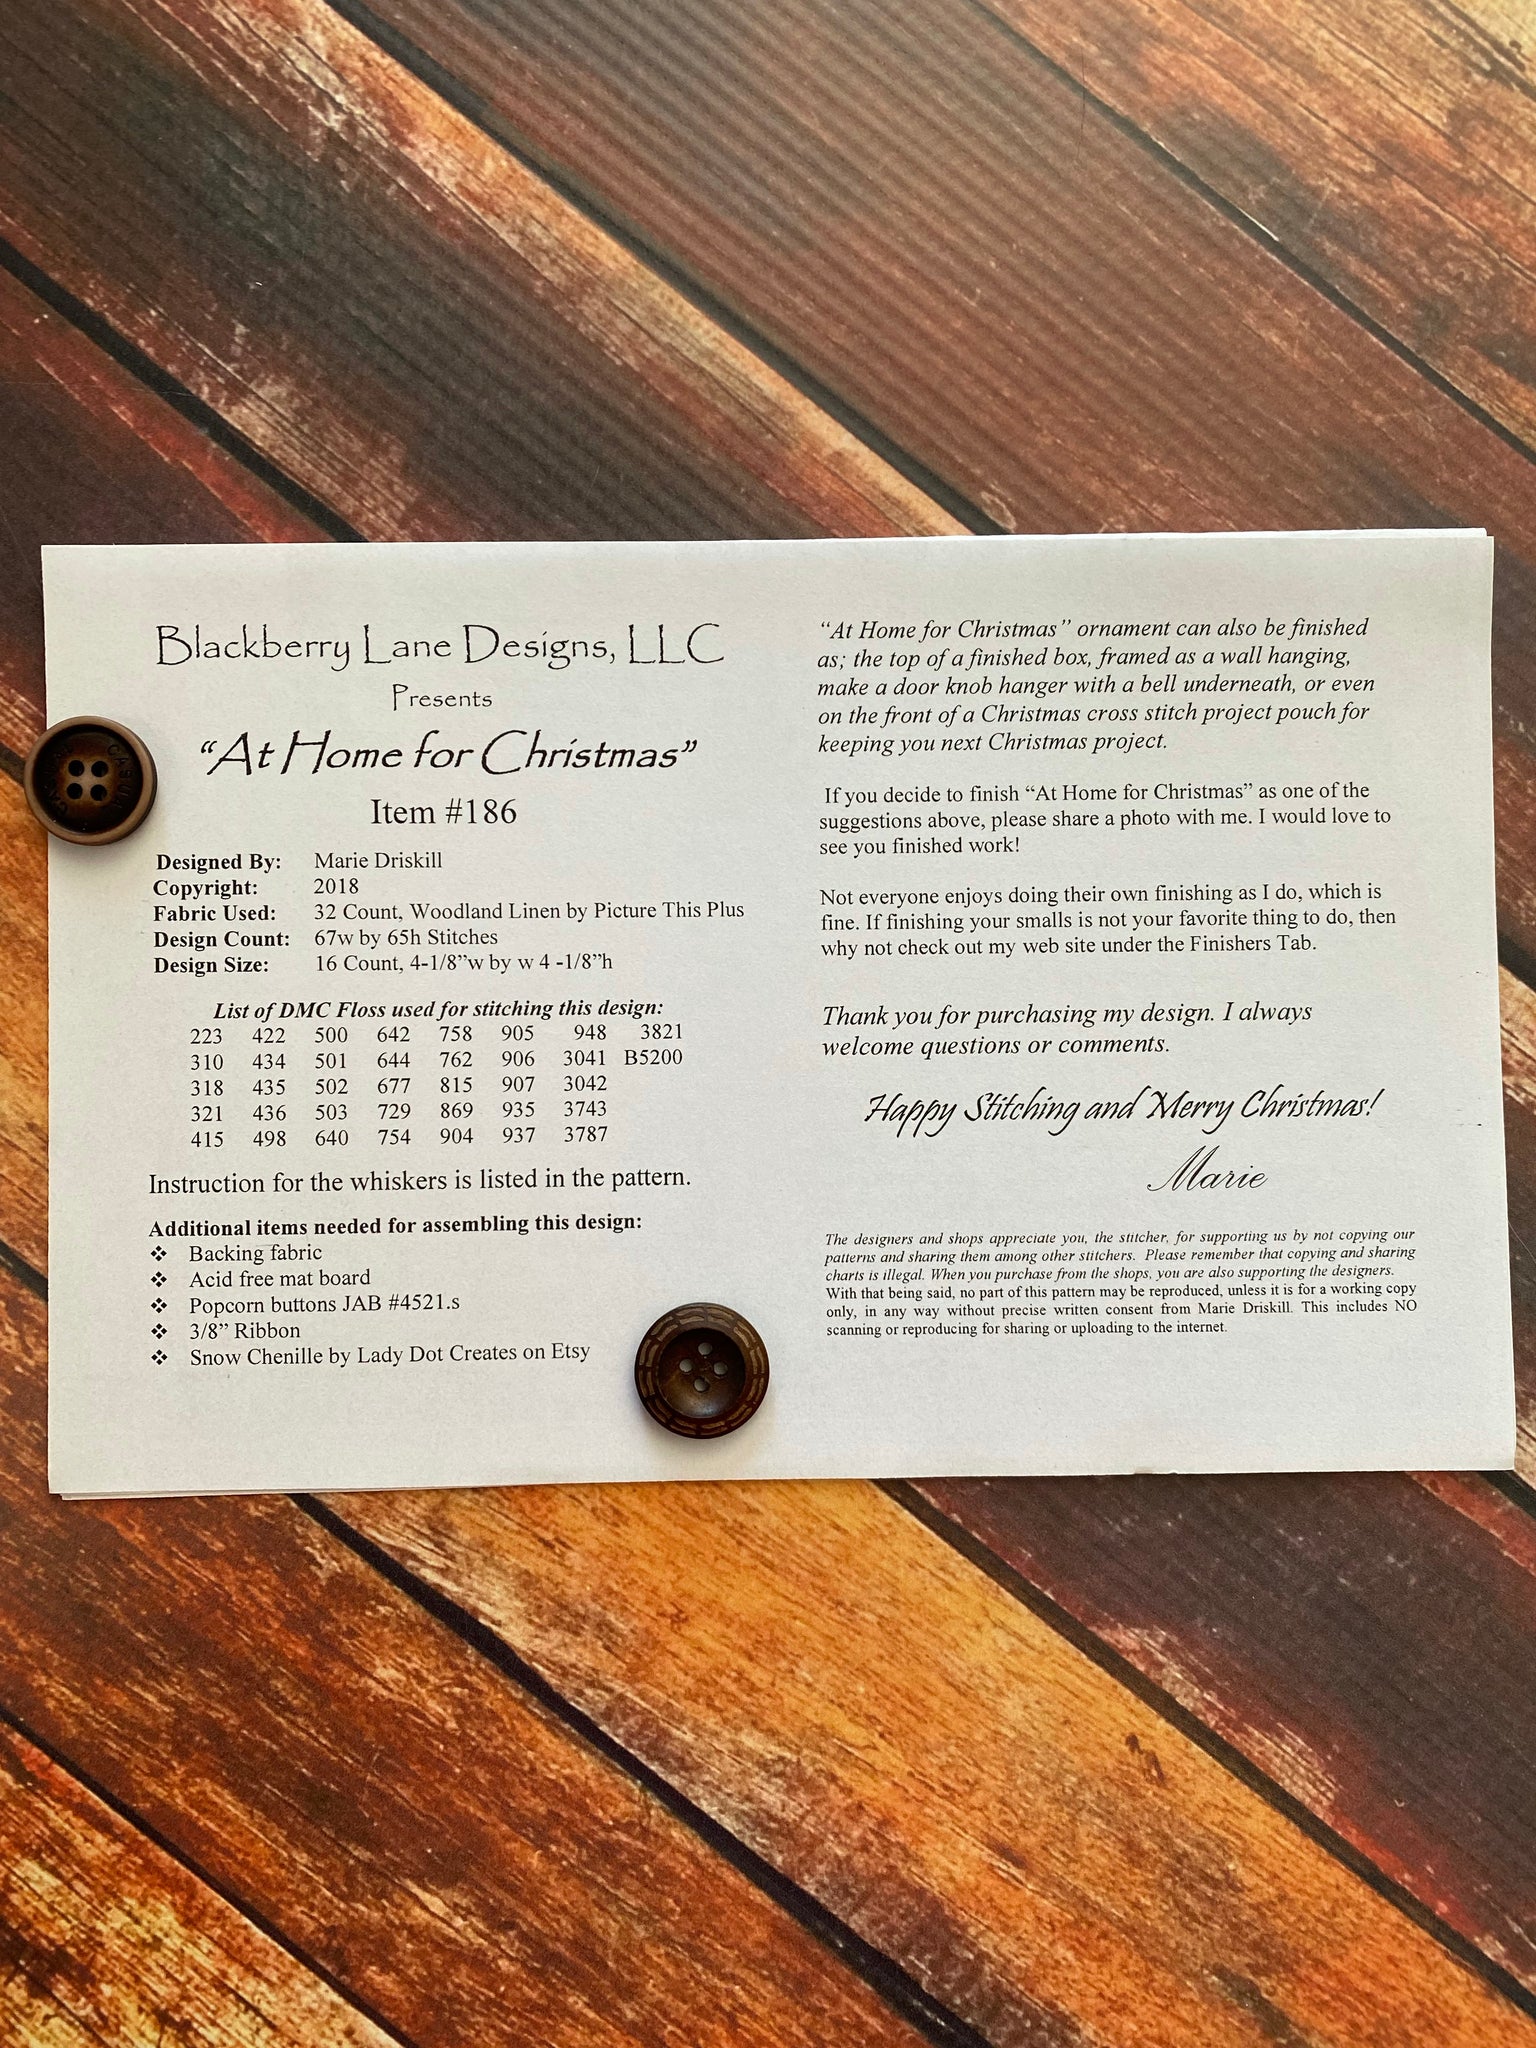 Blackberry Lane Designs, LLC
Presents
“At Home for Christmas”
Item #186
Designed By: Marie Driskill
Copyright: 2018
Fabric Used: 32 Count, Woodland Linen by Picture This Plus
Design Count: 67w by 65h Stitches
Design Size: 16 Count, 4-1/8”w by w 4 -1/8”h
List of DMC Floss used for stitching this design:
223 422 500 642 758 905 948 3821
310 434 501 644 762 906 3041 B5200
318 435 502 677 815 907 3042
321 436 503 729 869 935 3743
415 498 640 754 904 937 3787
Instruction for the whiskers is listed in the pattern.
Additional items needed for assembling this design:
❖ Backing fabric
❖ Acid free mat board
❖ Popcorn buttons JAB #4521.s
❖ 3/8” Ribbon
❖ Snow Chenille by Lady Dot Creates on Etsy
“At Home for Christmas” ornament can also be finished
as; the top of a finished box, framed as a wall hanging,
make a door knob hanger with a bell underneath, or even
on the front of a Christmas cross stitch project pouch for
keeping you next Christmas project.
If you decide to finish “At Home for Christmas” as one of the
suggestions above, please share a photo with me. I would love to
see you finished work!
Not everyone enjoys doing their own finishing as I do, which is
fine. If finishing your smalls is not your favorite thing to do, then
why not check out my web site under the Finishers Tab.
Thank you for purchasing my design. I always
welcome questions or comments.
Happy Stitching and Merry Christmas!
Marie
The designers and shops appreciate you, the stitcher, for supporting us by not copying our
patterns and sharing them among other stitchers. Please remember that copying and sharing
charts is illegal. When you purchase from the shops, you are also supporting the designers.
With that being said, no part of this pattern may be reproduced, unless it is for a working copy
only, in any way without precise written consent from Marie Driskill. This includes NO
scanning or reproducing for sharing or uploading to the internet.
CASUAL